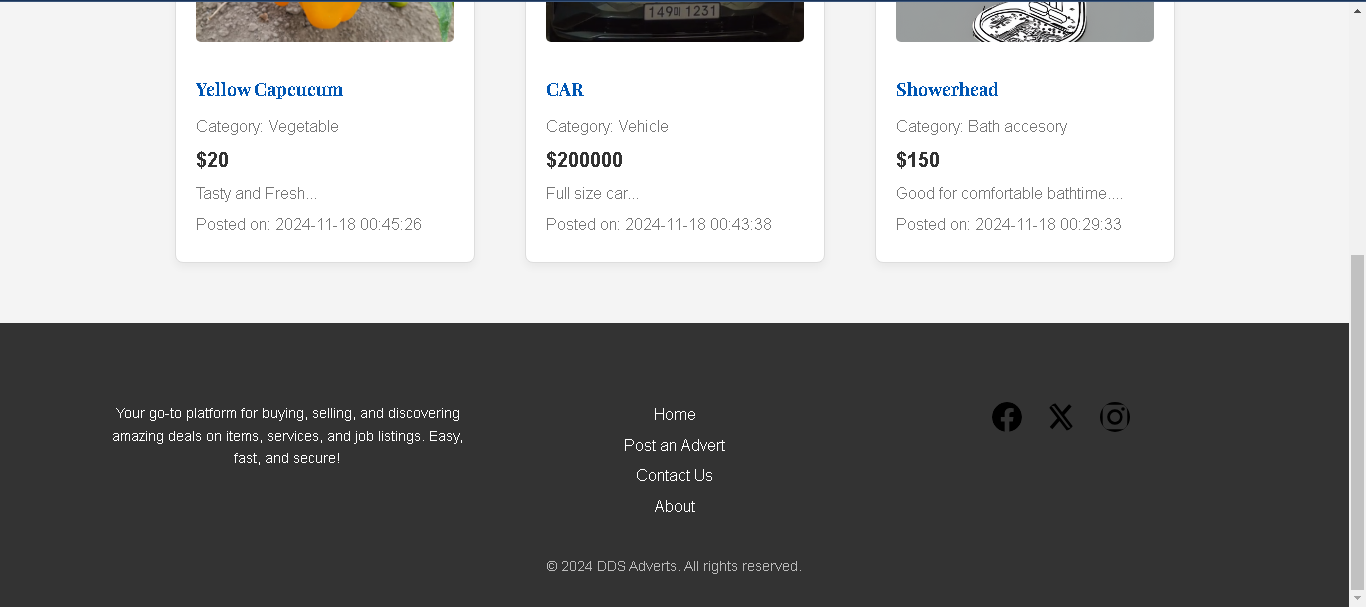 149머 1231
Yellow Capcucum
Category: Vegetable
$20
Tasty and Fresh...
Posted on: 2024-11-18 00:45:26
CAR
Category: Vehicle
$200000
Full size car...
Posted on: 2024-11-18 00:43:38
Showerhead
Category: Bath accesory
$150
Good for comfortable bathtime....
Posted on: 2024-11-18 00:29:33
Your go-to platform for buying, selling, and discovering
amazing deals on items, services, and job listings. Easy,
fast, and secure!
Home
Post an Advert
Contact Us
About
© 2024 DDS Adverts. All rights reserved.